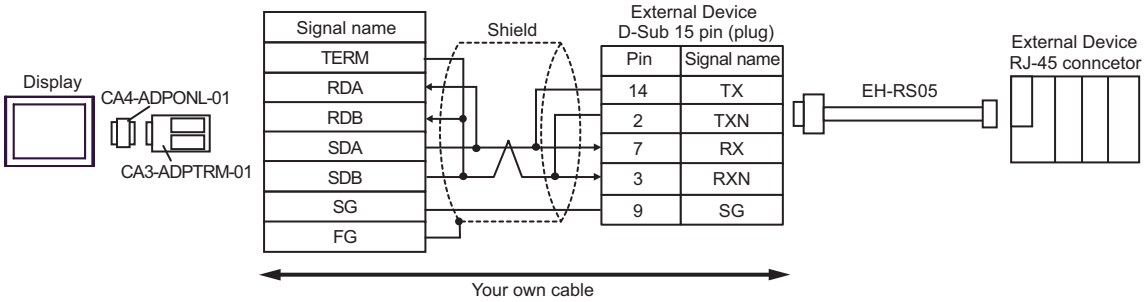 Display
CA4-ADPONL-01
CA3-ADPTRM-01
Signal name
TERM
RDA
RDB
SDA
SDB
SG
FG
Shield
External Device
D-Sub 15 pin (plug)
Pin Signal name
14 TX
2 TXN
7 RX
3 RXN
9 SG
EH-RS05
External Device
RJ-45 conncetor
Your own cable